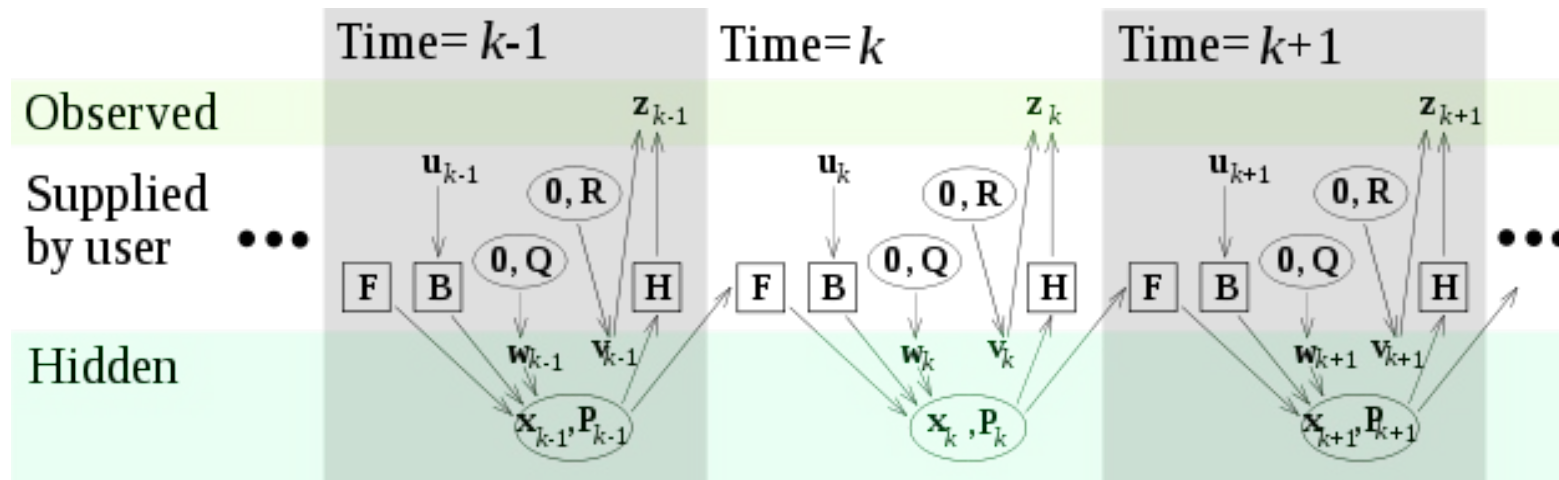 Time= k-1 Time= k Time= k+1
Observed z k-1 z k z k+1
u k-1 0, R u k 0, R u k+1 0, R
Supplied
by user ••• •••
0, Q 0, Q 0, Q
F B H F B H F B H
Hidden w k-1 v k-1 w k v k w k+1 v k+1
x k-1, P k-1 x k, P k x k+1, P k+1